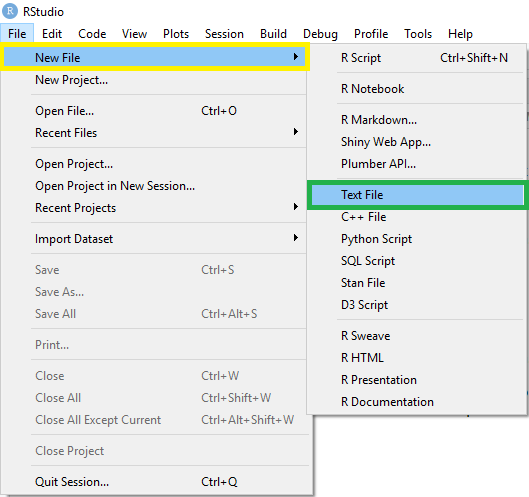 R RStudio
File Edit Code View Plots Session Build Debug Profile Tools Help
New File
New Project...
Open File... Ctrl+O
Recent Files
Open Project...
Open Project in New Session...
Recent Projects
Import Dataset
Save Ctrl+S
Save As...
Save All Ctrl+Alt+S
Print...
Close Ctrl+W
Close All Ctrl+Shift+W
Close All Except Current Ctrl+Alt+Shift+W
Close Project
Quit Session... Ctrl+Q
R Script Ctrl+Shift+N
R Notebook
R Markdown...
Shiny Web App...
Plumber API...
Text File
C++ File
Python Script
SQL Script
Stan File
D3 Script
R Sweave
R HTML
R Presentation
R Documentation